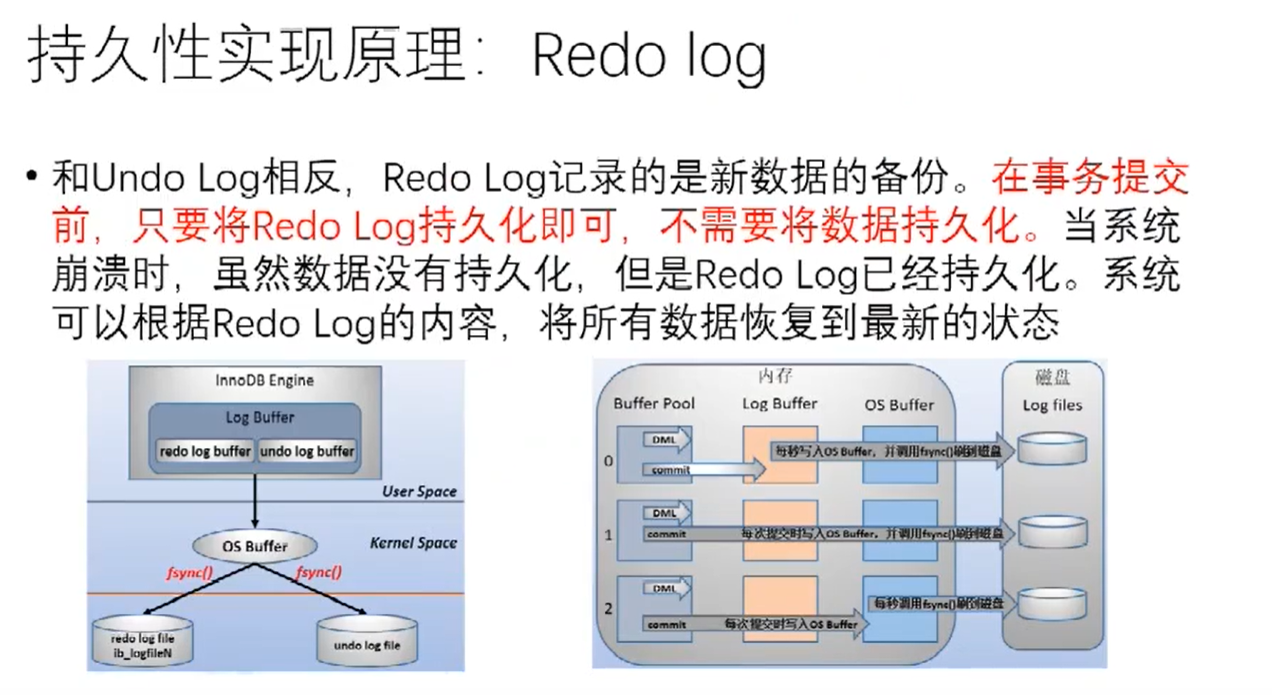 持久性实现原理：Redo log
• 和Undo Log相反，Redo Log记录的是新数据的备份。在事务提交
前，只要将Redo Log持久化即可，不需要将数据持久化。当系统
崩溃时，虽然数据没有持久化，但是Redo Log已经持久化。系统
可以根据Redo Log的内容，将所有数据恢复到最新的状态
InnoDB Engine
Log Buffer
redo log buffer undo log buffer
User Space
OS Buffer
Kernel Space
fsync() fsync()
redo log file
ib_logfileN
undo log file
内存
磁盘
Buffer Pool Log Buffer OS Buffer Log files
0
DML
commit
每秒写入OS Buffer，并调用fsync()刷到磁盘
1
DML
commit
每次提交时写入OS Buffer，并调用fsync()刷到磁盘
2
DML
commit
每次提交时写入OS Buffer
每秒调用fsync()刷到磁盘